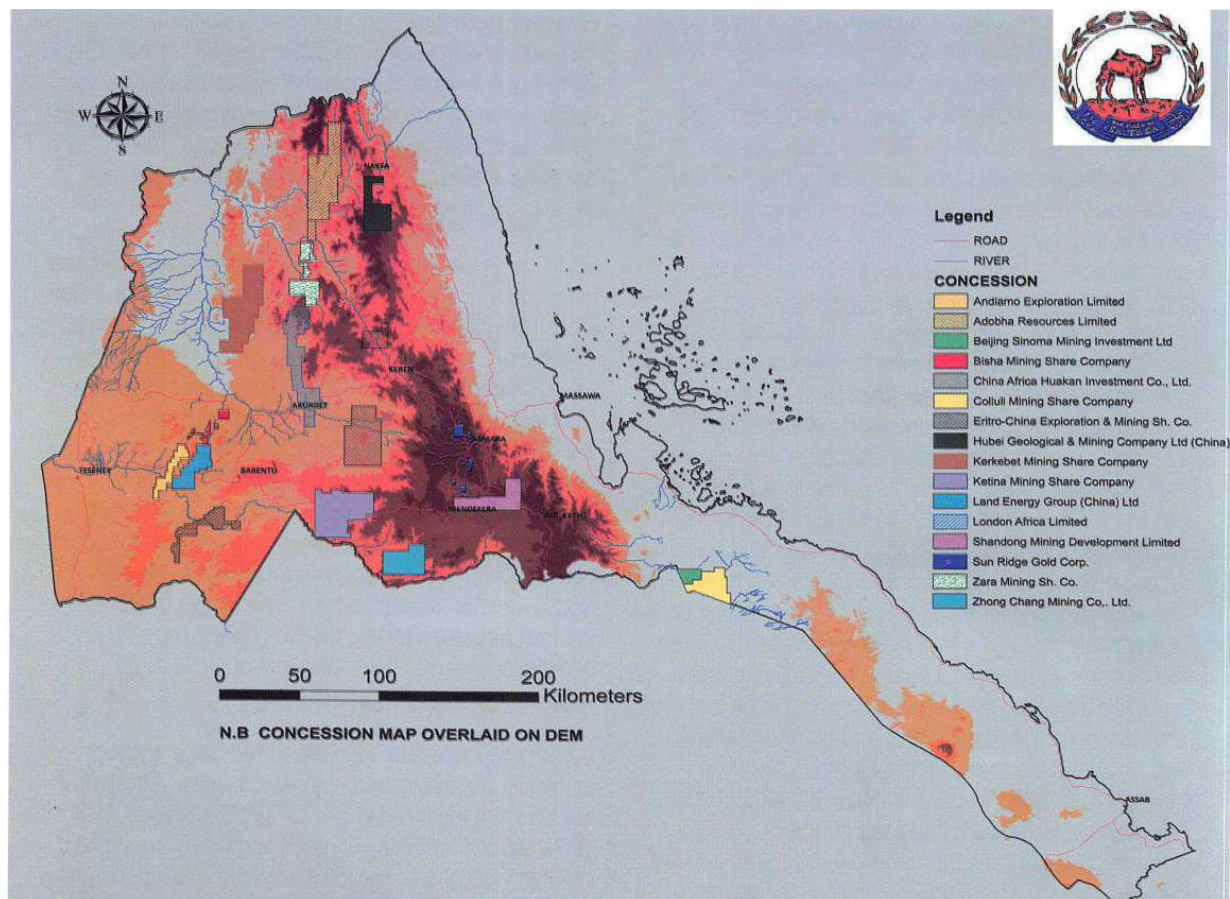 N
W E
S
NAKFA
KEREN
MASSAWA
AKORDET
ASMARA
TESENEY
BARENTU
MENDEFERA
ADI KEYH
ASSAB
Legend
ROAD
RIVER
CONCESSION
Andiamo Exploration Limited
Adobha Resources Limited
Beijing Sinoma Mining Investment Ltd
Bisha Mining Share Company
China Africa Huakan Investment Co., Ltd.
Colluli Mining Share Company
Eritro-China Exploration & Mining Sh. Co.
Hubei Geological & Mining Company Ltd (China)
Kerkebet Mining Share Company
Ketina Mining Share Company
Land Energy Group (China) Ltd
London Africa Limited
Shandong Mining Development Limited
Sun Ridge Gold Corp.
Zara Mining Sh. Co.
Zhong Chang Mining Co,. Ltd.
0 50 100 200
Kilometers
N.B CONCESSION MAP OVERLAID ON DEM